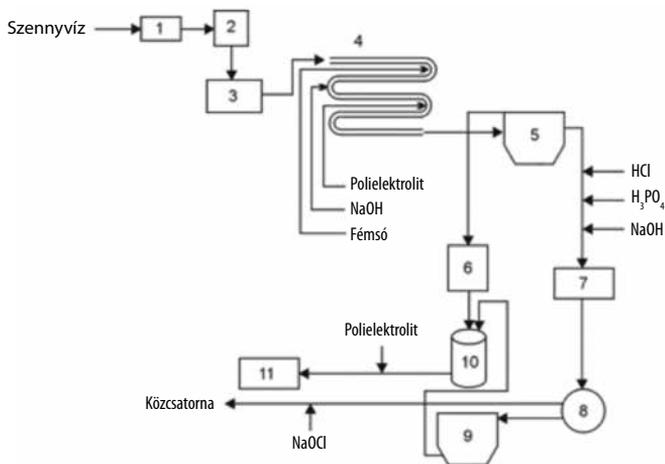 Szennyvíz
1
2
3
4
5
Polielektrolit
NaOH
Fémsó
HCl
H₃PO₄
NaOH
6
7
Polielektrolit
10
11
Közcsatorna
8
9
NaOCl